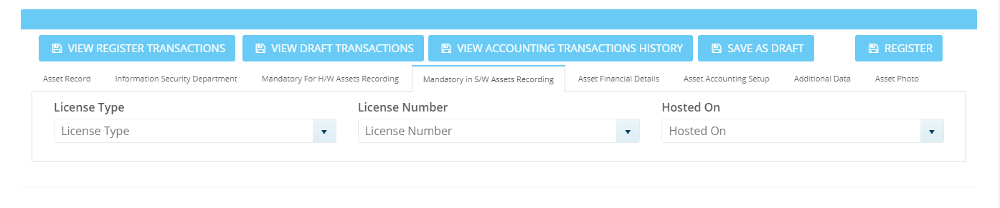 VIEW REGISTER TRANSACTIONS VIEW DRAFT TRANSACTIONS VIEW ACCOUNTING TRANSACTIONS HISTORY SAVE AS DRAFT REGISTER
Asset Record Information Security Department Mandatory For H/W Assets Recording Mandatory in S/W Assets Recording Asset Financial Details Asset Accounting Setup Additional Data Asset Photo
License Type License Number Hosted On
License Type License Number Hosted On